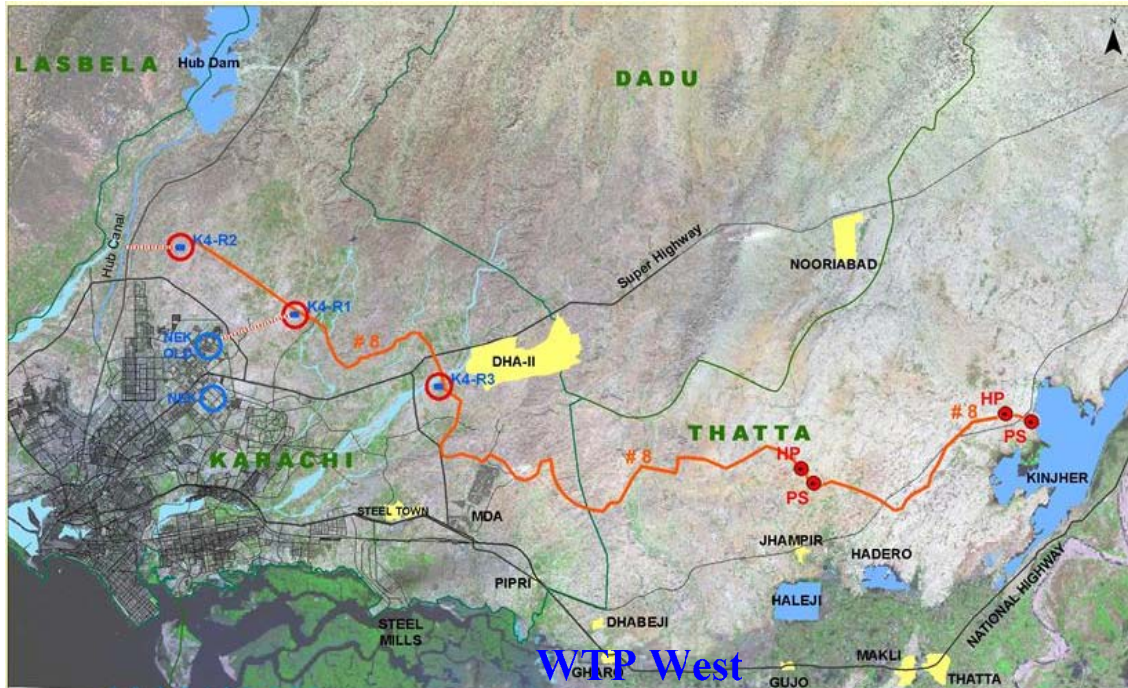 N
LASBELA
Hub Dam
DADU
Hub Canal
K4-R2
Super Highway
NOORIABAD
K4-R1
NEK
OLD
# 8
DHA-II
K4-R3
NEK
HP
# 8
PS
THATTA
KARACHI
# 8
HP
PS
KINJHER
STEEL TOWN
MDA
JHAMPIR
HADERO
PIPRI
HALEJI
NATIONAL HIGHWAY
STEEL
MILLS
DHABEJI
GHARO
WTP West
GUJO
MAKLI
THATTA